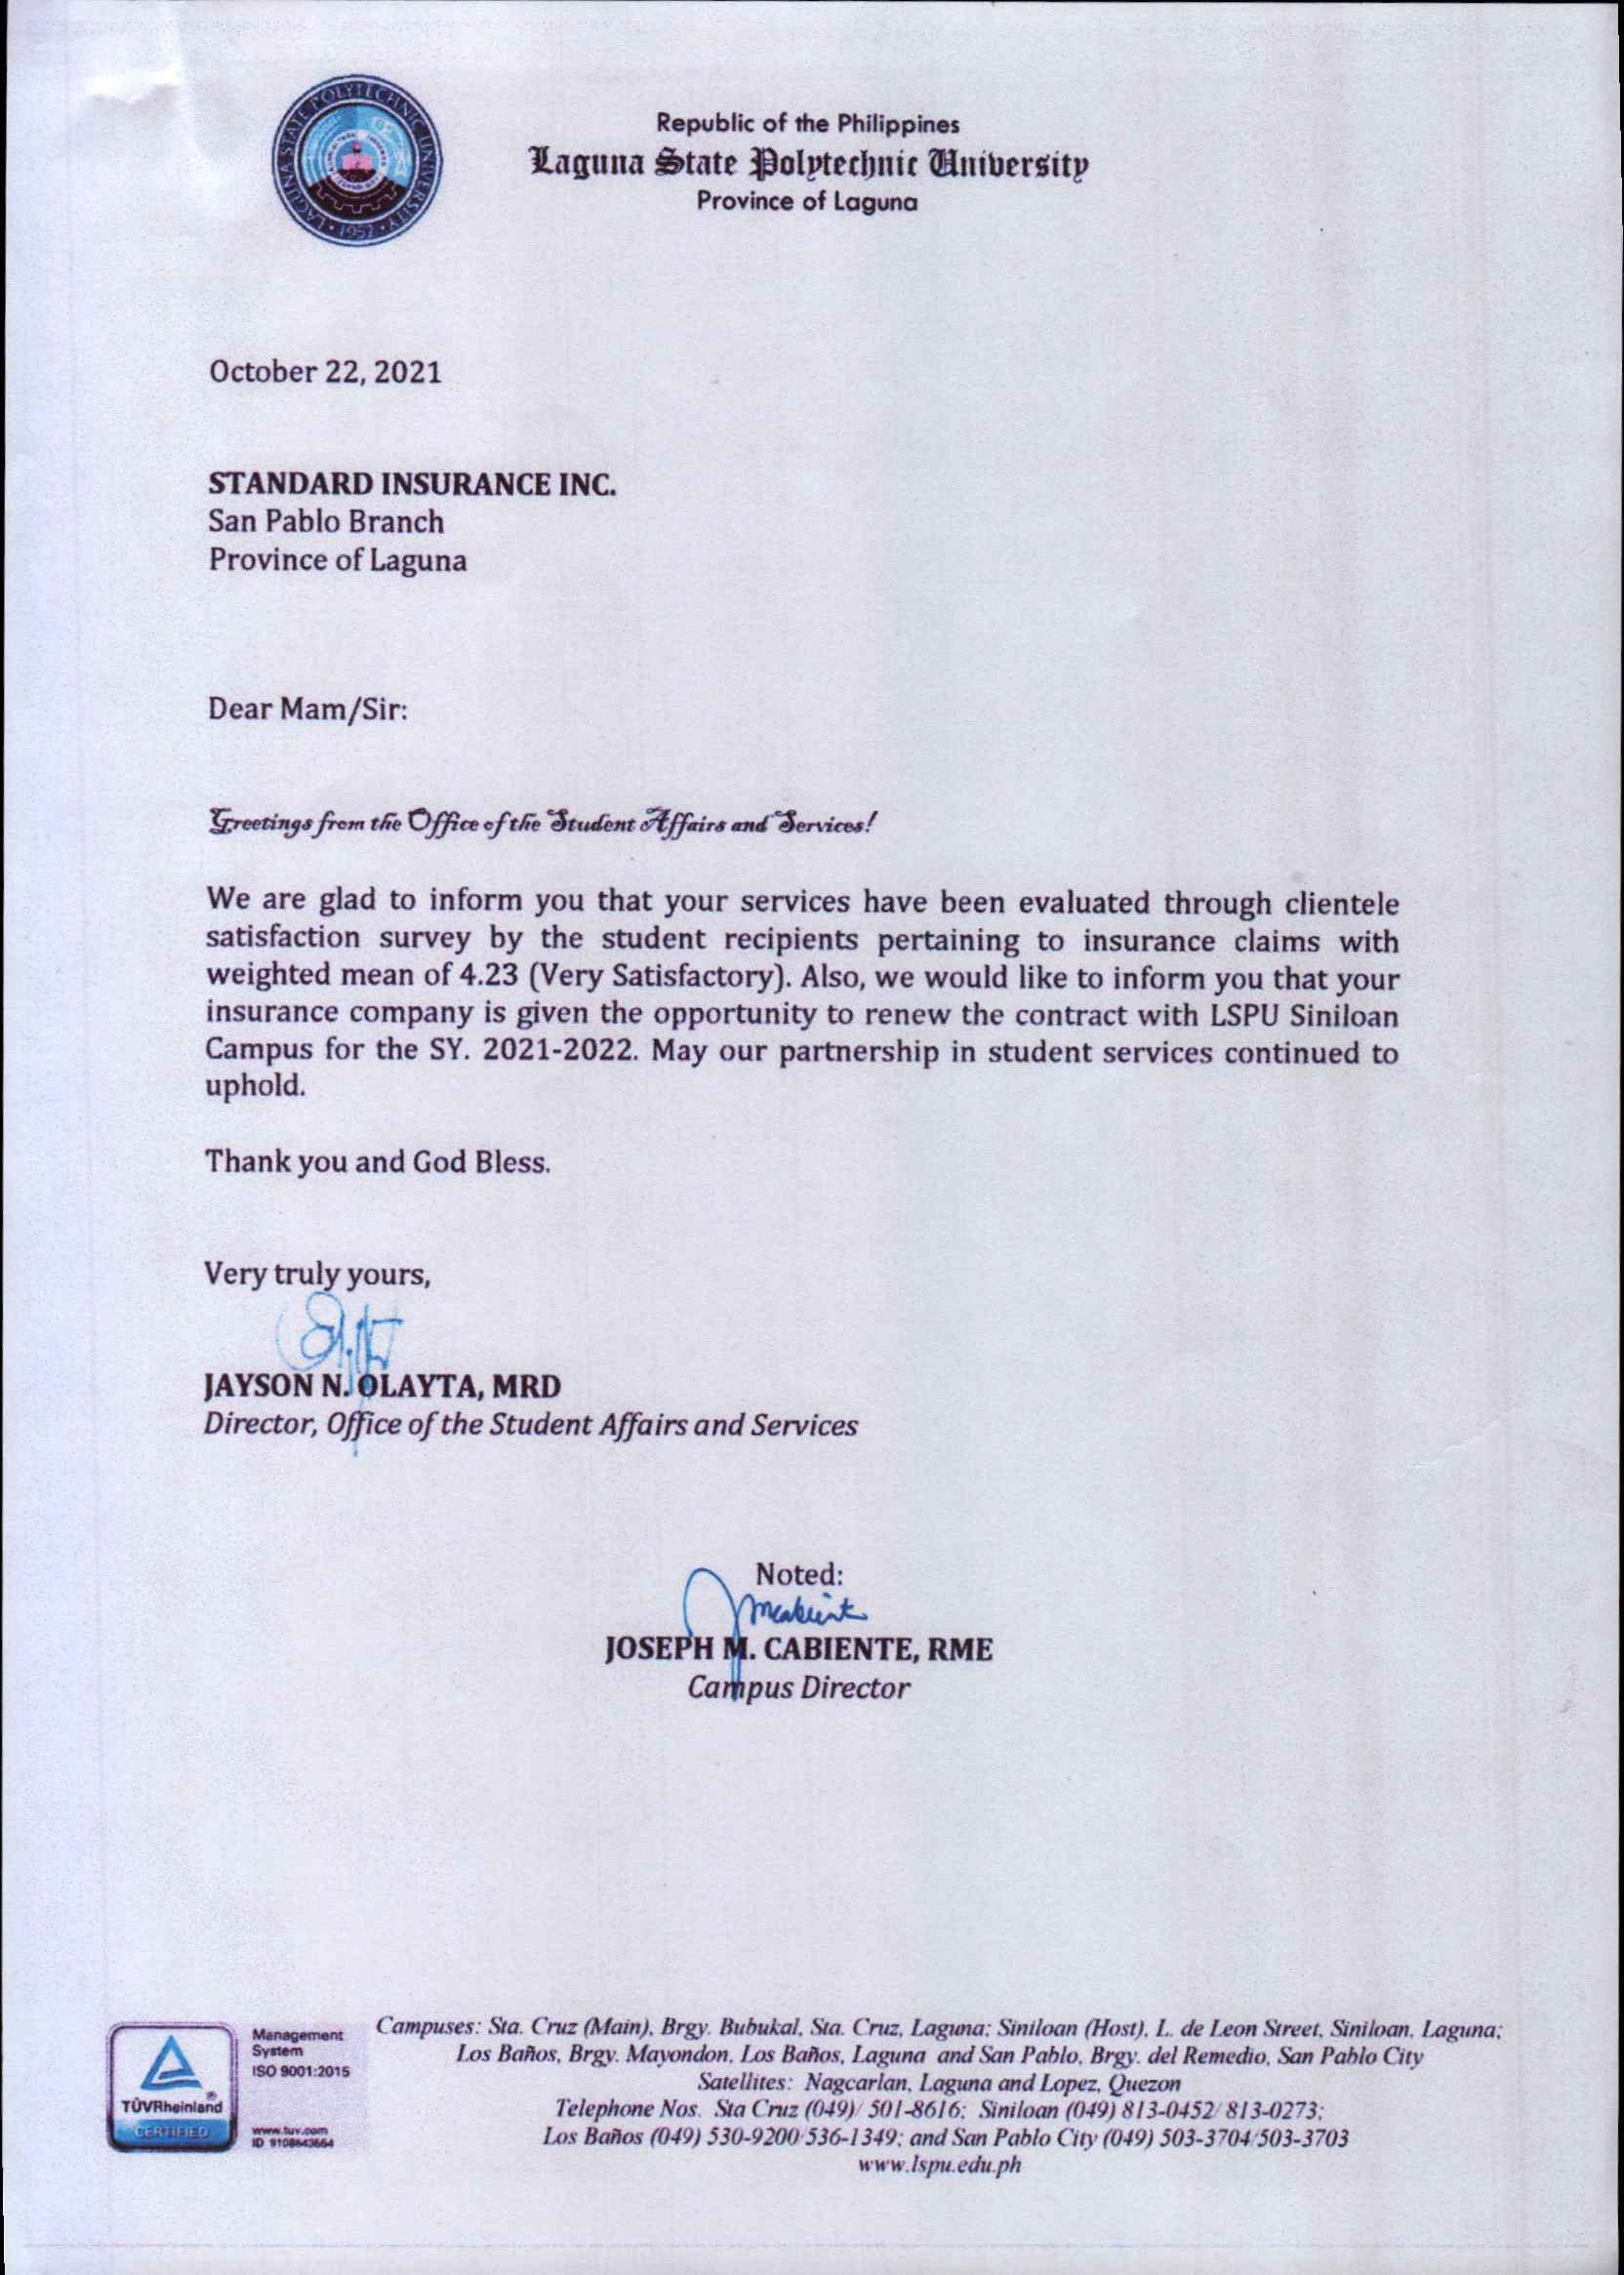 LAGUNA STATE POLYTECHNIC UNIVERSITY
• 1952 •
Republic of the Philippines
Laguna State Polytechnic University
Province of Laguna
October 22, 2021
STANDARD INSURANCE INC.
San Pablo Branch
Province of Laguna
Dear Mam/Sir:
Greetings from the Office of the Student Affairs and Services!
We are glad to inform you that your services have been evaluated through clientele
satisfaction survey by the student recipients pertaining to insurance claims with
weighted mean of 4.23 (Very Satisfactory). Also, we would like to inform you that your
insurance company is given the opportunity to renew the contract with LSPU Siniloan
Campus for the SY. 2021-2022. May our partnership in student services continued to
uphold.
Thank you and God Bless.
Very truly yours,
JAYSON N. OLAYTA, MRD
Director, Office of the Student Affairs and Services
Noted:
JOSEPH M. CABIENTE, RME
Campus Director
TÜVRheinland®
CERTIFIED
Management
System
ISO 9001:2015
www.tuv.com
ID 9108643664
Campuses: Sta. Cruz (Main), Brgy. Bubukal, Sta. Cruz, Laguna; Siniloan (Host), L. de Leon Street, Siniloan, Laguna;
Los Baños, Brgy. Mayondon, Los Baños, Laguna and San Pablo, Brgy. del Remedio, San Pablo City
Satellites: Nagcarlan, Laguna and Lopez, Quezon
Telephone Nos. Sta Cruz (049)/ 501-8616; Siniloan (049) 813-0452/ 813-0273;
Los Baños (049) 530-9200/536-1349; and San Pablo City (049) 503-3704/503-3703
www.lspu.edu.ph